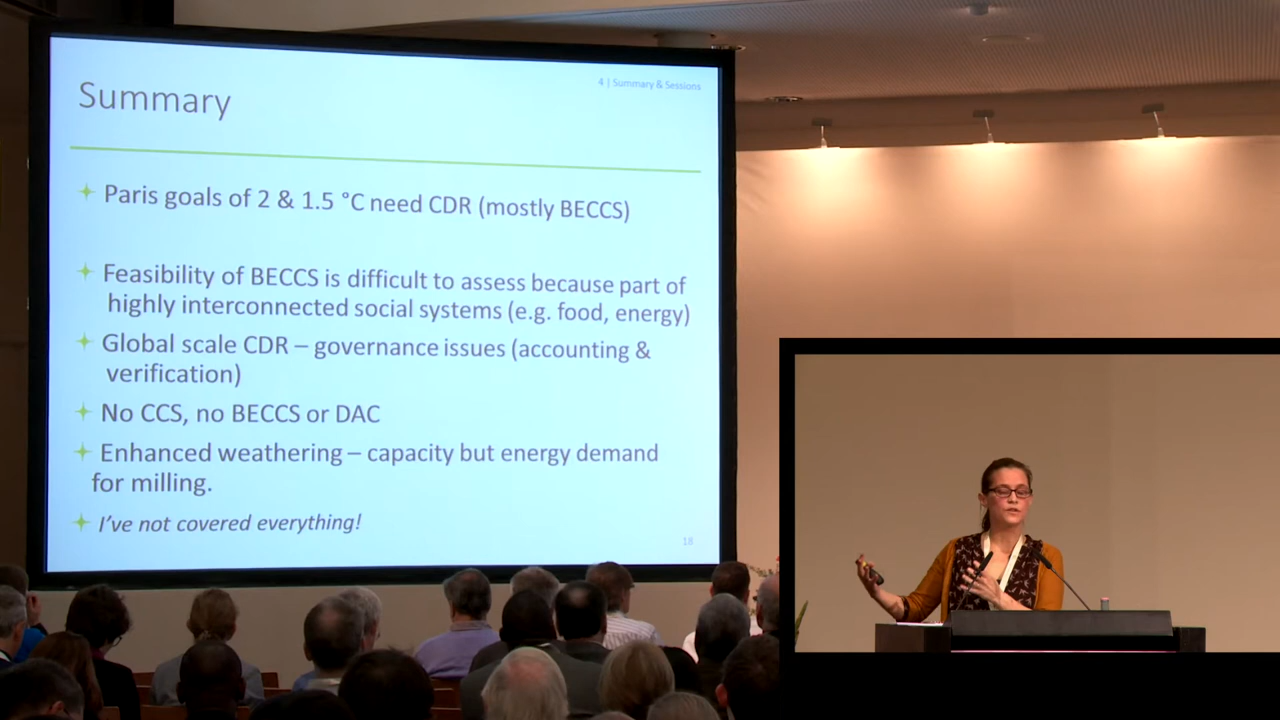 4 | Summary & Sessions
Summary
Paris goals of 2 & 1.5 °C need CDR (mostly BECCS)
Feasibility of BECCS is difficult to assess because part of
highly interconnected social systems (e.g. food, energy)
Global scale CDR – governance issues (accounting &
verification)
No CCS, no BECCS or DAC
Enhanced weathering – capacity but energy demand
for milling.
I've not covered everything!
18